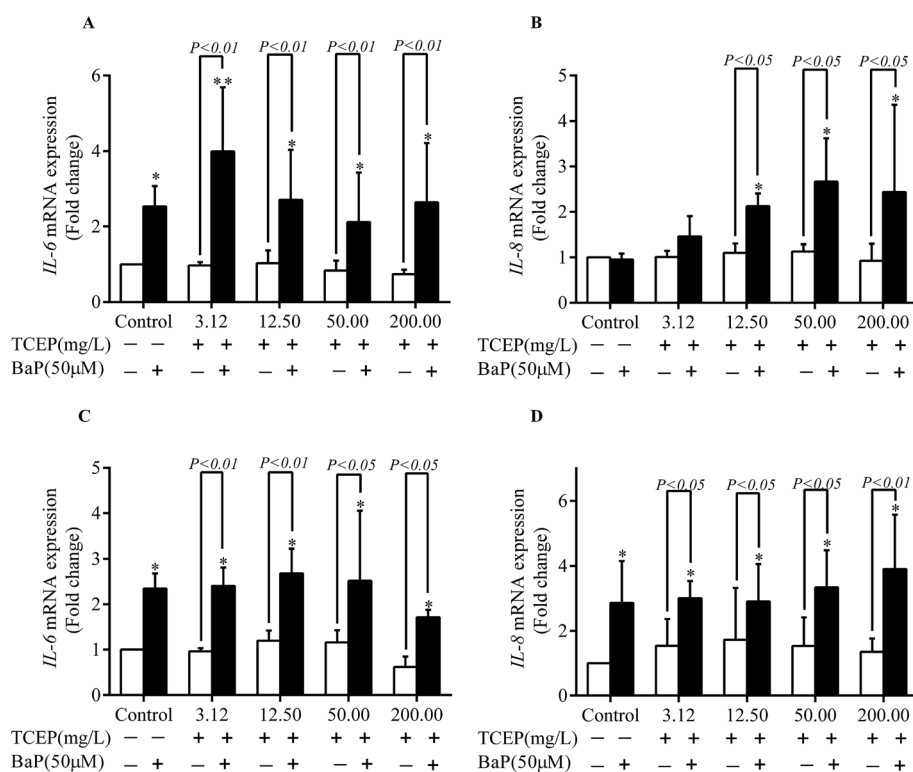 A
P<0.01 P<0.01 P<0.01 P<0.01
IL-6 mRNA expression
(Fold change)
6
4
2
0
* ** * * *
Control 3.12 12.50 50.00 200.00
TCEP(mg/L) — — + + + + + + + +
BaP(50μM) — + — + — + — + — +
B
P<0.05 P<0.05 P<0.05
IL-8 mRNA expression
(Fold change)
5
4
3
2
1
0
* * *
Control 3.12 12.50 50.00 200.00
TCEP(mg/L) — — + + + + + + + +
BaP(50μM) — + — + — + — + — +
C
P<0.01 P<0.01 P<0.05 P<0.05
IL-6 mRNA expression
(Fold change)
5
4
3
2
1
0
* * * * *
Control 3.12 12.50 50.00 200.00
TCEP(mg/L) — — + + + + + + + +
BaP(50μM) — + — + — + — + — +
D
P<0.05 P<0.05 P<0.05 P<0.01
IL-8 mRNA expression
(Fold change)
6
4
2
0
* * * * *
Control 3.12 12.50 50.00 200.00
TCEP(mg/L) — — + + + + + + + +
BaP(50μM) — + — + — + — + — +